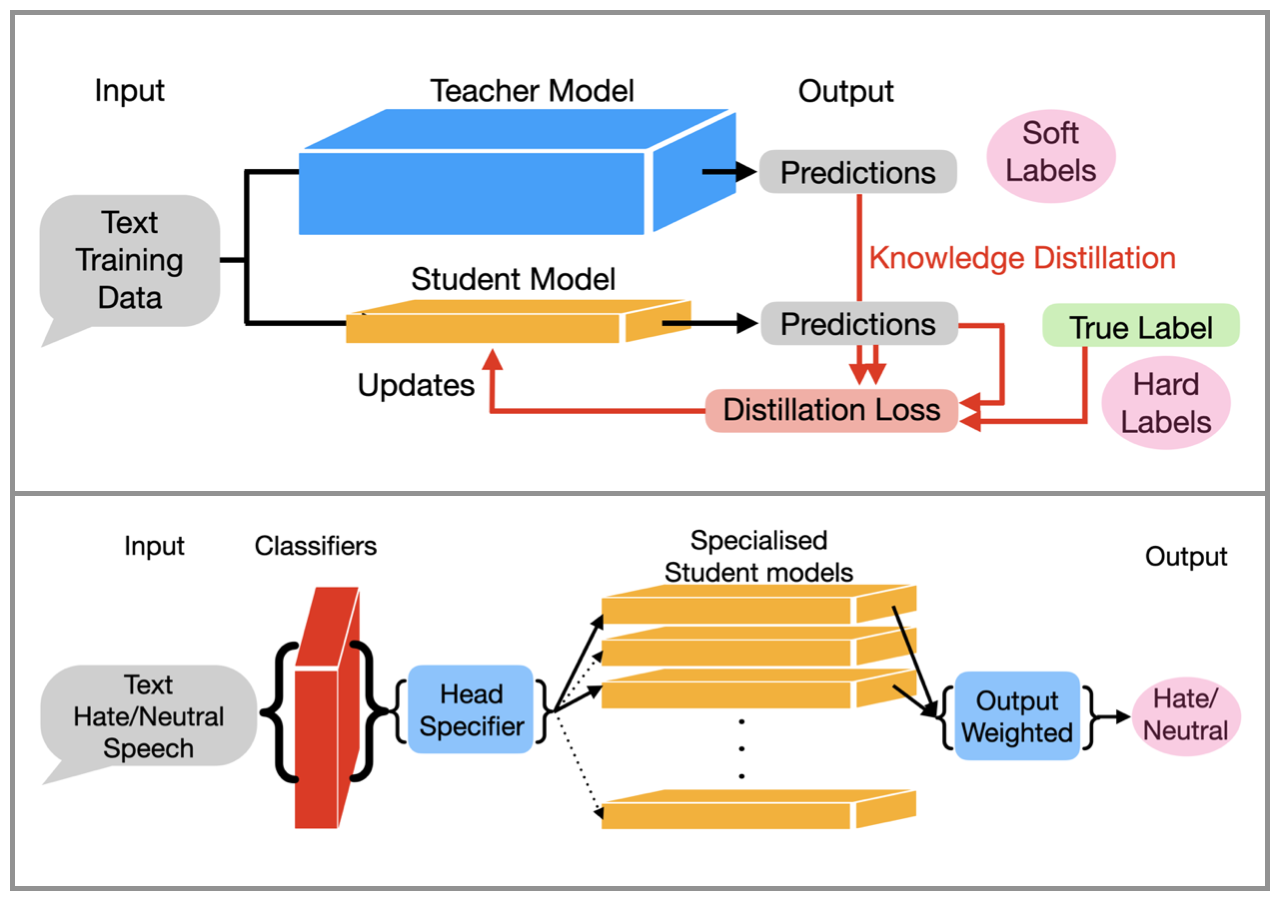 Input
Teacher Model
Output
Soft
Labels
Predictions
Text
Training
Data
Knowledge Distillation
Student Model
Predictions
True Label
Updates
Hard
Labels
Distillation Loss
Input
Classifiers
Specialised
Student models
Output
Text
Hate/Neutral
Speech
Head
Specifier
Output
Weighted
Hate/
Neutral